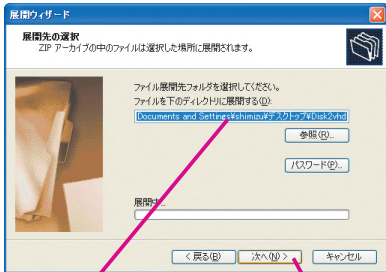 展開ウィザード
展開先の選択
ZIP アーカイブの中のファイルは選択した場所に展開されます。
ファイル展開先フォルダを選択してください。
ファイルを下のディレクトリに展開する(D):
Documents and Settings¥shimizu¥デスクトップ¥Disk2vhd
参照(R)...
パスワード(P)...
展開中...
< 戻る(B)
次へ(N) >
キャンセル